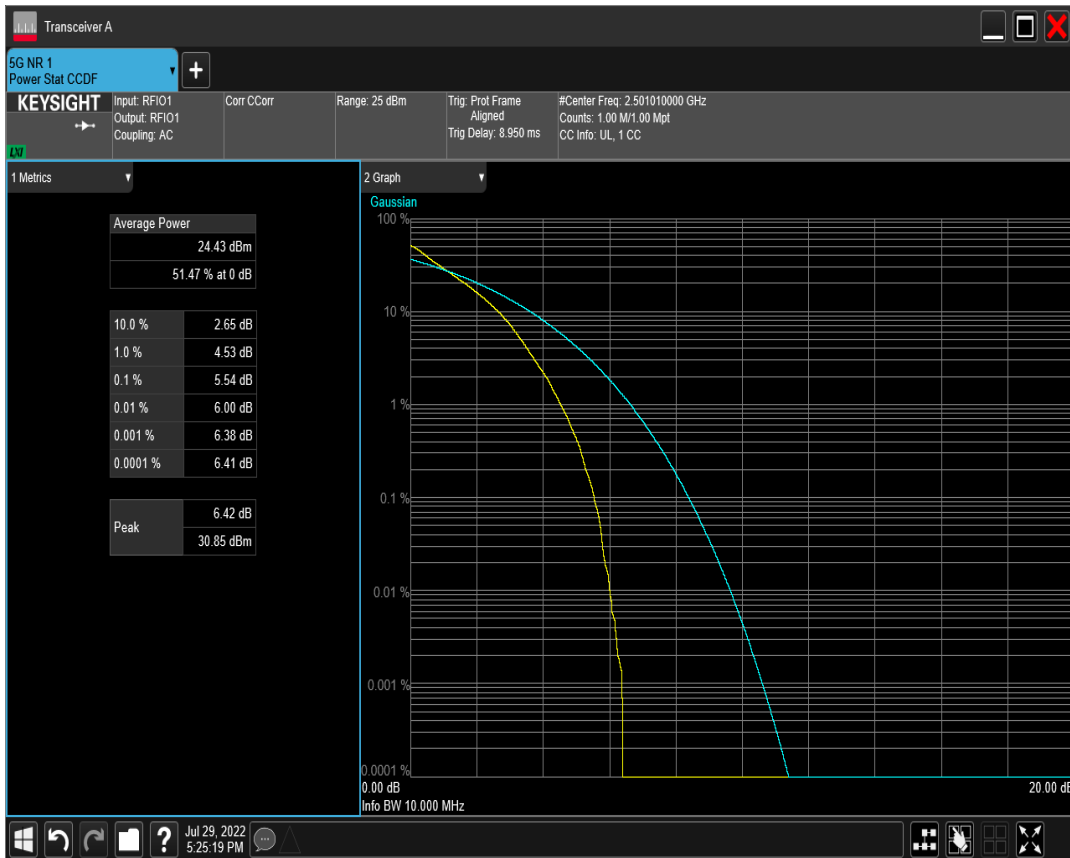 Transceiver A
5G NR 1
Power Stat CCDF
+
KEYSIGHT
LXI
Input: RFIO1
Output: RFIO1
Coupling: AC
Corr CCorr
Range: 25 dBm
Trig: Prot Frame
Aligned
Trig Delay: 8.950 ms
#Center Freq: 2.501010000 GHz
Counts: 1.00 M/1.00 Mpt
CC Info: UL, 1 CC
1 Metrics
Average Power
24.43 dBm
51.47 % at 0 dB
10.0 % 2.65 dB
1.0 % 4.53 dB
0.1 % 5.54 dB
0.01 % 6.00 dB
0.001 % 6.38 dB
0.0001 % 6.41 dB
Peak 6.42 dB
30.85 dBm
2 Graph
Gaussian
100 %
10 %
1 %
0.1 %
0.01 %
0.001 %
0.0001 %
0.00 dB 20.00 dB
Info BW 10.000 MHz
? Jul 29, 2022
5:25:19 PM